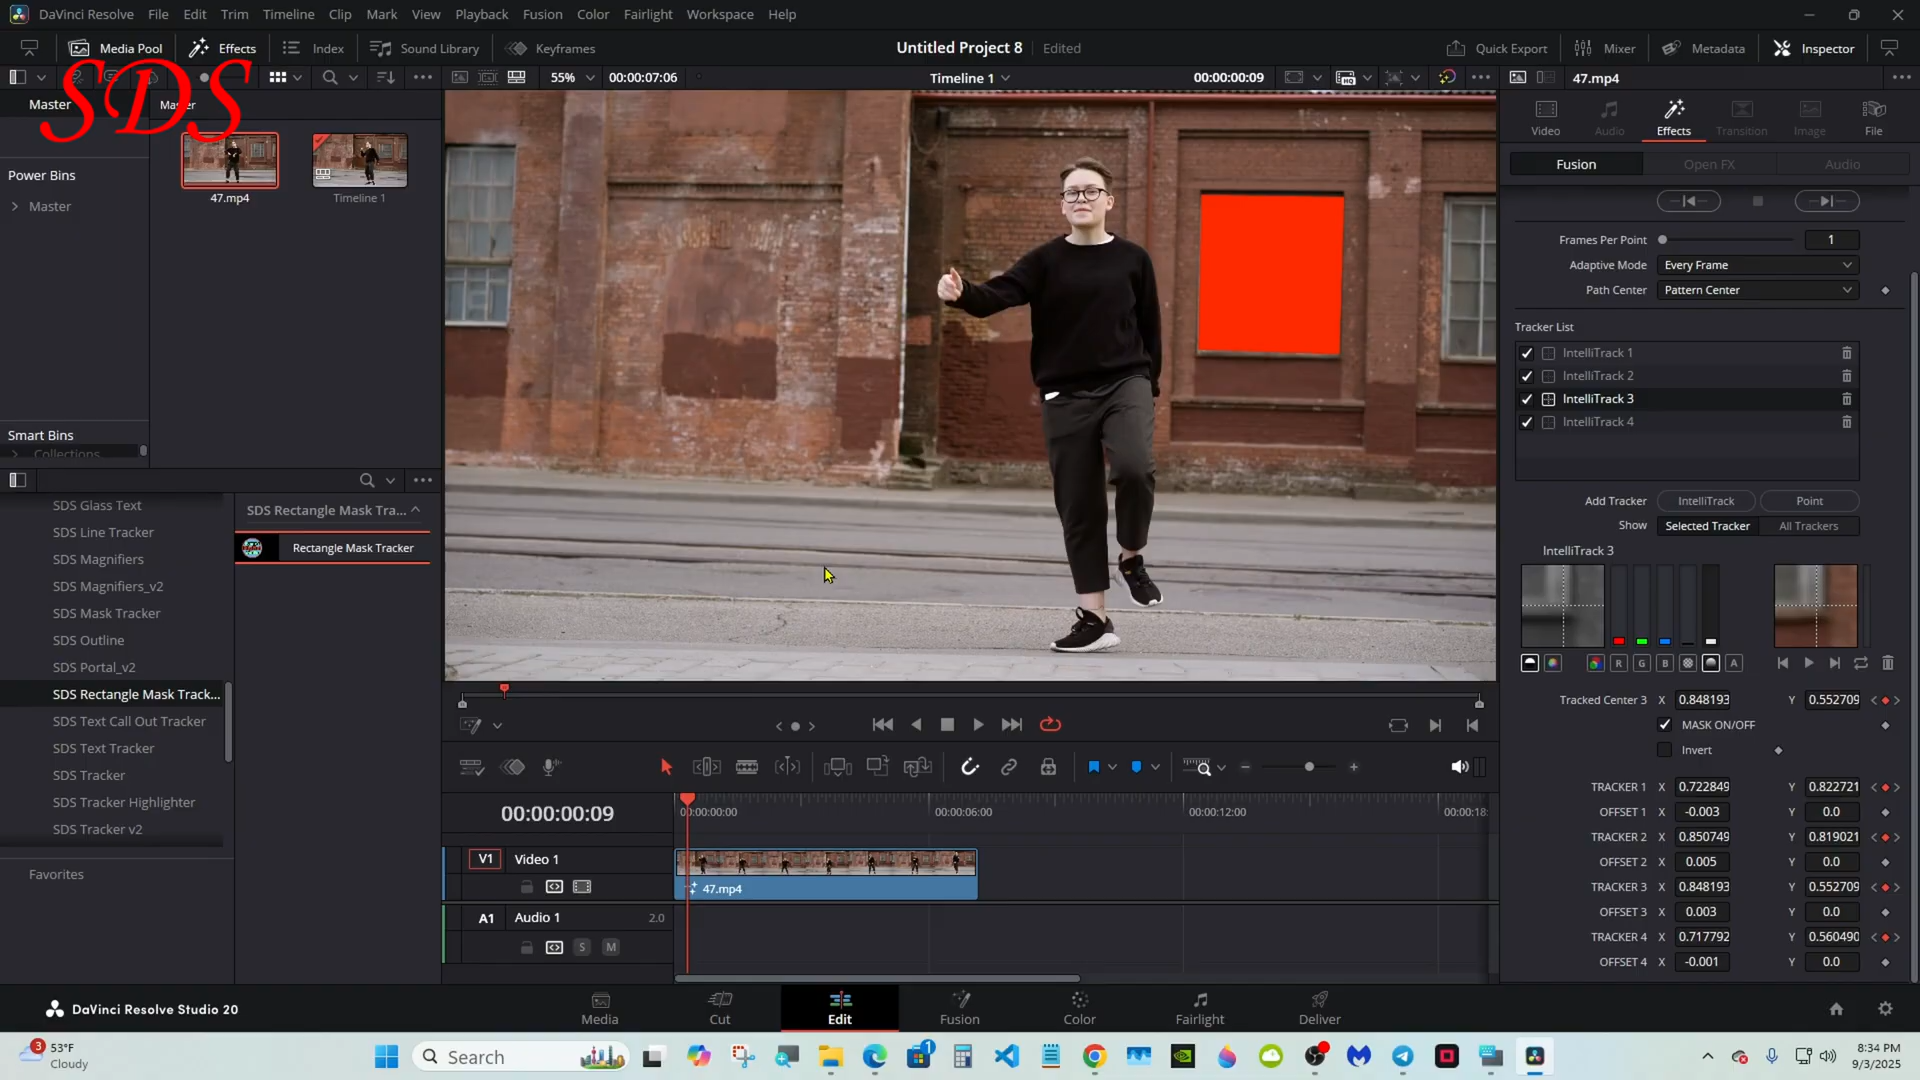 DaVinci Resolve File Edit Trim Timeline Clip Mark View Playback Fusion Color Fairlight Workspace Help
Media Pool Effects Index Sound Library Keyframes Untitled Project 8 Edited Quick Export Mixer Metadata Inspector
55% 00:00:07:06 Timeline 1 00:00:00:09 47.mp4
SDS
Master Master
Video Audio Effects Transition Image File
Fusion Open FX Audio
Power Bins
Master
47.mp4 Timeline 1
Frames Per Point 1
Adaptive Mode Every Frame
Path Center Pattern Center
Tracker List
IntelliTrack 1
IntelliTrack 2
IntelliTrack 3
IntelliTrack 4
Smart Bins
Collections
SDS Glass Text
SDS Line Tracker
SDS Magnifiers
SDS Magnifiers_v2
SDS Mask Tracker
SDS Outline
SDS Portal_v2
SDS Rectangle Mask Track...
SDS Text Call Out Tracker
SDS Text Tracker
SDS Tracker
SDS Tracker Highlighter
SDS Tracker v2
Favorites
SDS Rectangle Mask Tra...
Rectangle Mask Tracker
Add Tracker IntelliTrack Point
Show Selected Tracker All Trackers
IntelliTrack 3
R G B A
Tracked Center 3 X 0.848193 Y 0.552709
MASK ON/OFF
Invert
TRACKER 1 X 0.722849 Y 0.822721
OFFSET 1 X -0.003 Y 0.0
TRACKER 2 X 0.850749 Y 0.819021
OFFSET 2 X 0.005 Y 0.0
TRACKER 3 X 0.848193 Y 0.552709
OFFSET 3 X 0.003 Y 0.0
TRACKER 4 X 0.717792 Y 0.560490
OFFSET 4 X -0.001 Y 0.0
00:00:00:09 00:00:00:00 00:00:06:00 00:00:12:00 00:00:18:
V1 Video 1
47.mp4
A1 Audio 1 2.0
S M
DaVinci Resolve Studio 20
Media Cut Edit Fusion Color Fairlight Deliver
3 53°F
Cloudy
Search
1
8:34 PM
9/3/2025